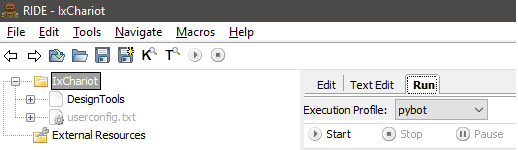 RIDE - IxChariot
File Edit Tools Navigate Macros Help
K T
IxChariot
DesignTools
userconfig.txt
External Resources
Edit Text Edit Run
Execution Profile: pybot
Start Stop Pause